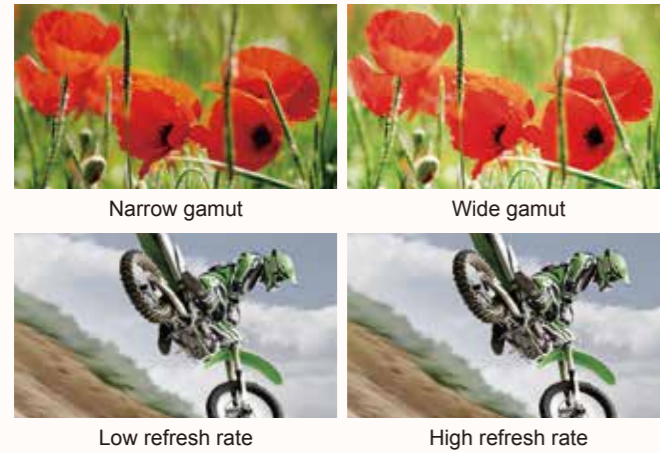 Narrow gamut
Wide gamut
Low refresh rate
High refresh rate